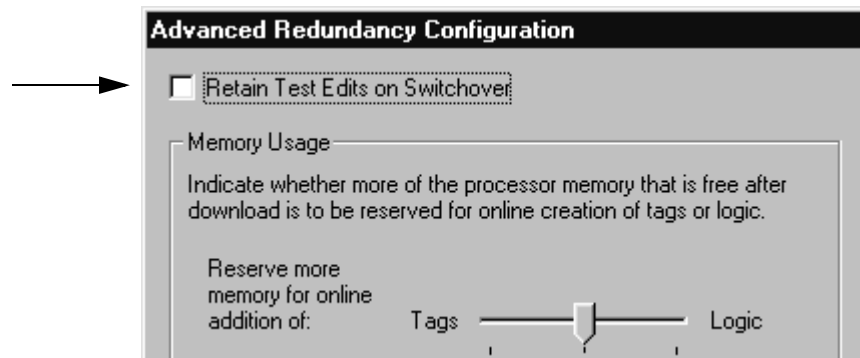 Advanced Redundancy Configuration
Retain Test Edits on Switchover
Memory Usage
Indicate whether more of the processor memory that is free after
download is to be reserved for online creation of tags or logic.
Reserve more
memory for online
addition of:
Tags
Logic